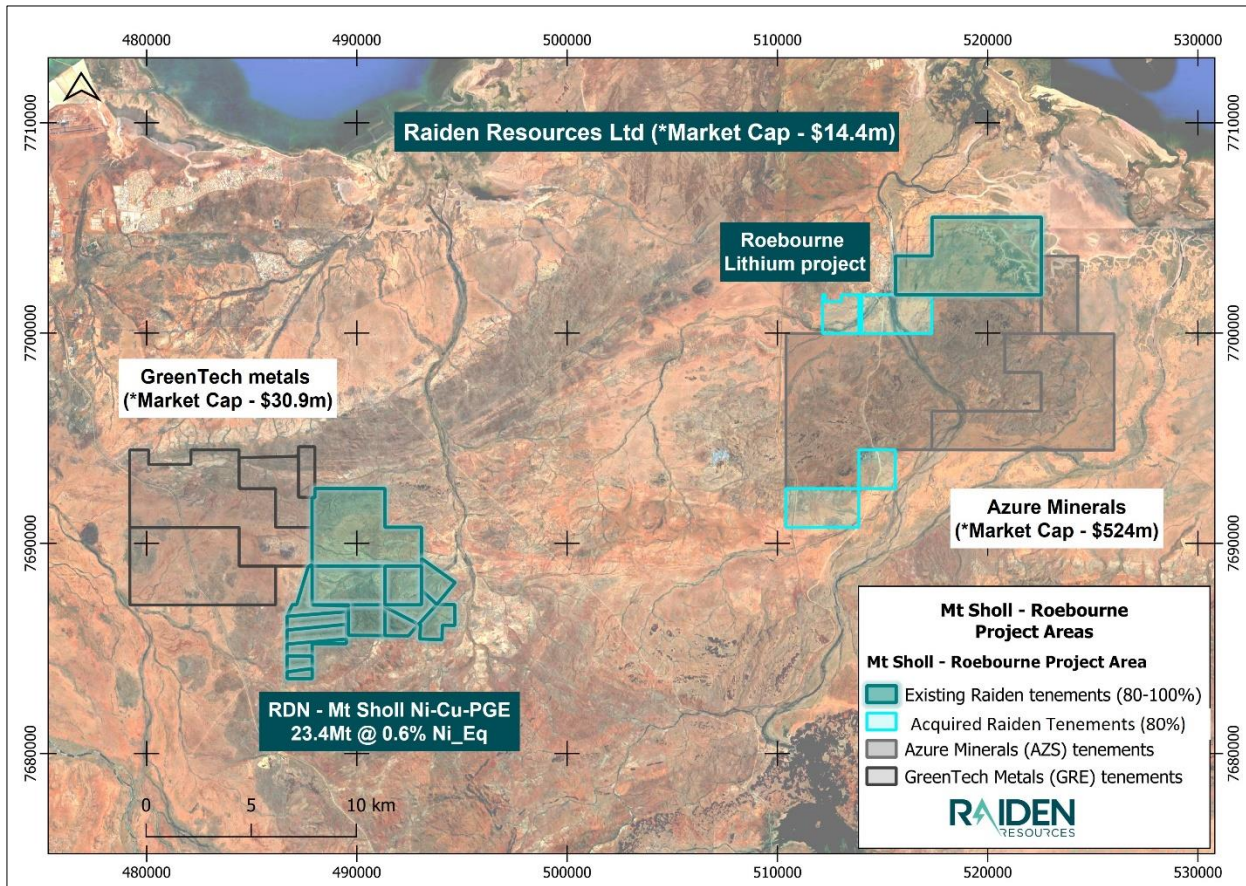 480000
490000
500000
510000
520000
530000
7710000
7710000
Raiden Resources Ltd (*Market Cap - $14.4m)
Roebourne
Lithium project
7700000
7700000
GreenTech metals
(*Market Cap - $30.9m)
Azure Minerals
(*Market Cap - $524m)
7690000
7690000
RDN - Mt Sholl Ni-Cu-PGE
23.4Mt @ 0.6% Ni_Eq
7680000
7680000
Mt Sholl - Roebourne
Project Areas
Mt Sholl - Roebourne Project Area
Existing Raiden tenements (80-100%)
Acquired Raiden Tenements (80%)
Azure Minerals (AZS) tenements
GreenTech Metals (GRE) tenements
RAIDEN
RESOURCES
0
5
10 km
480000
490000
500000
510000
520000
530000